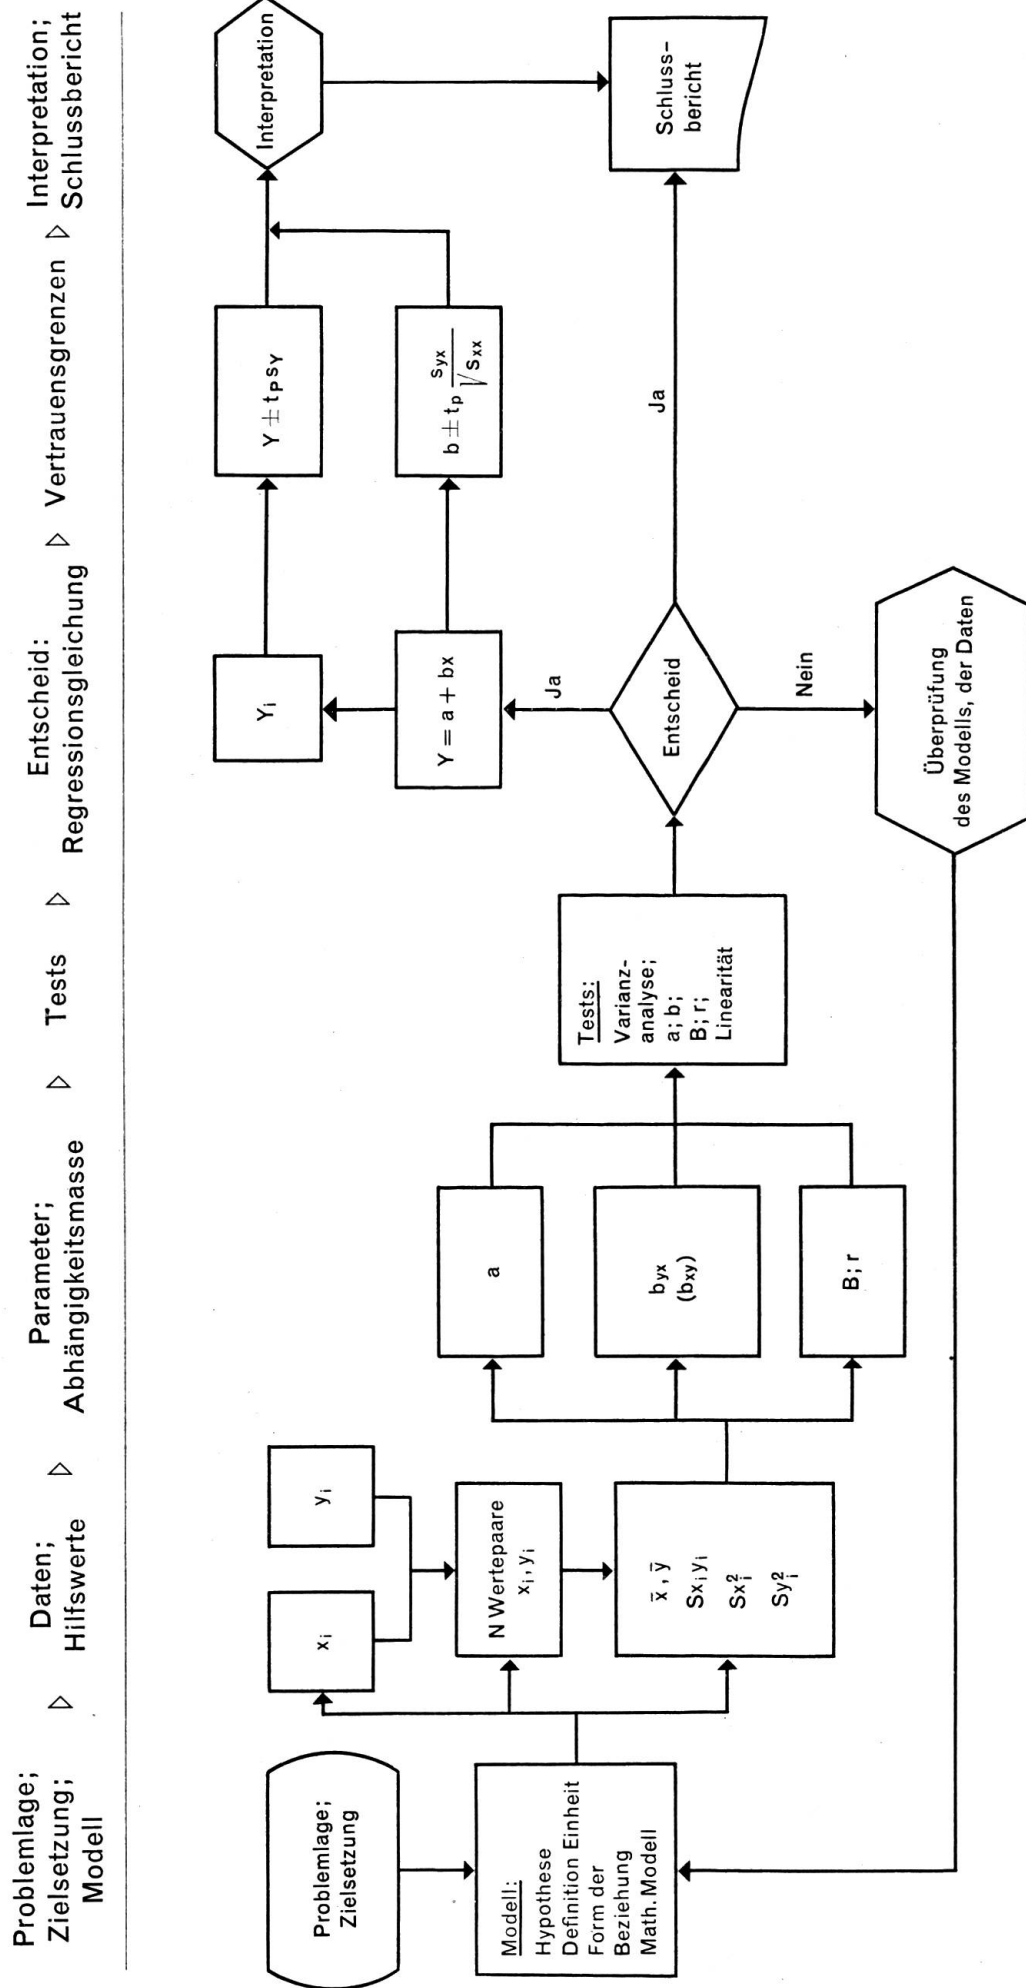 Problemlage;
Zielsetzung;
Modell
▷
Daten;
Hilfswerte
▷
Parameter;
Abhängigkeitsmasse
▷
Tests
▷
Entscheid:
Regressionsgleichung
▷
Vertrauensgrenzen
▷
Interpretation;
Schlussbericht
Problemlage;
Zielsetzung
Modell:
Hypothese
Definition Einheit
Form der
Beziehung
Math. Modell
xᵢ
yᵢ
N Wertepaare
xᵢ, yᵢ
x̄, ȳ
Sxᵢyᵢ
Sxᵢ²
Syᵢ²
a
byx
(bxy)
B; r
Tests:
Varianz-
analyse;
a; b;
B; r;
Linearität
Entscheid
Ja
Ja
Nein
Y = a + bx
Yᵢ
Y ± tP sY
b ± tp syx / √Sxx
Interpretation
Schluss-
bericht
Überprüfung
des Modells, der Daten